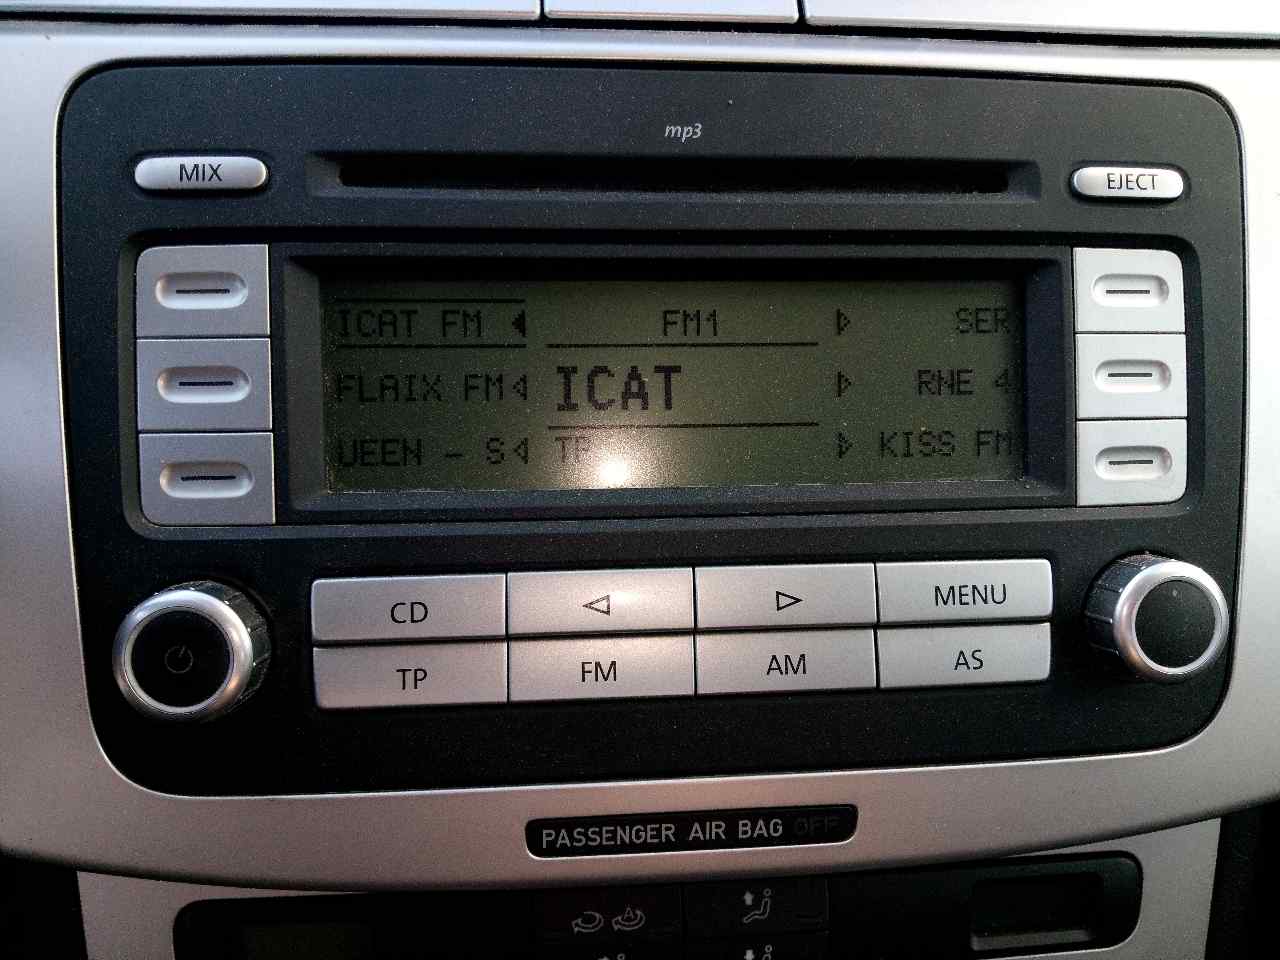 mp3
MIX
EJECT
ICAT FM FM1 SER
FLAIX FM ICAT RNE 4
UEEN - S TP KISS FM
CD MENU
TP FM AM AS
PASSENGER AIR BAG OFF